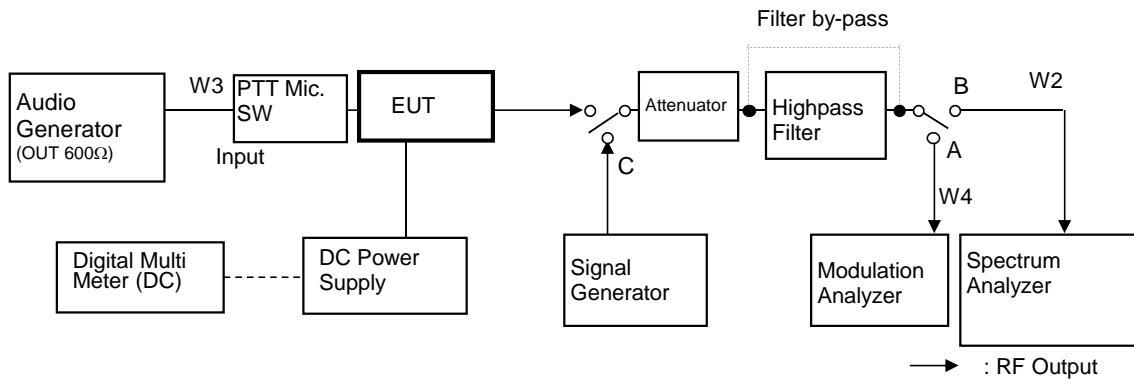 Filter by-pass
Audio
Generator
(OUT 600Ω)
W3
PTT Mic.
SW
Input
EUT
C
Attenuator
Highpass
Filter
B
A
W2
W4
Digital Multi
Meter (DC)
DC Power
Supply
Signal
Generator
Modulation
Analyzer
Spectrum
Analyzer
: RF Output